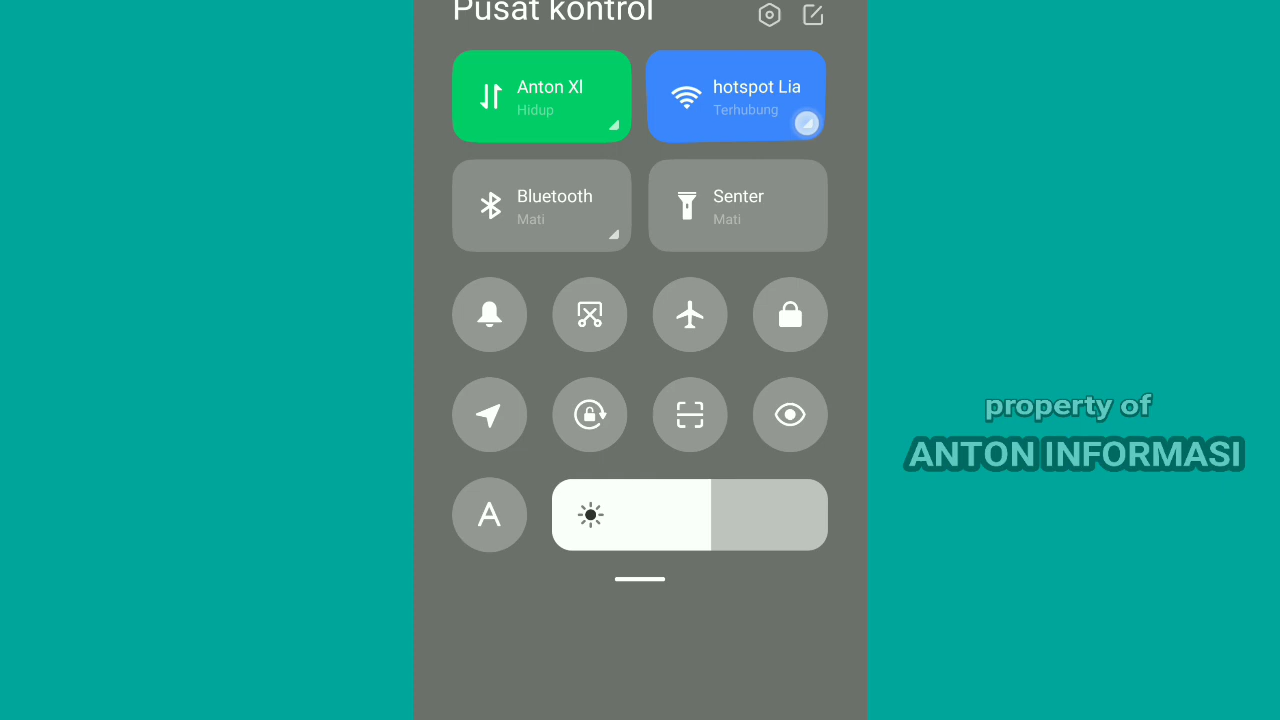 Pusat kontrol
Anton Xl
Hidup
hotspot Lia
Terhubung
Bluetooth
Mati
Senter
Mati
A
property of
ANTON INFORMASI